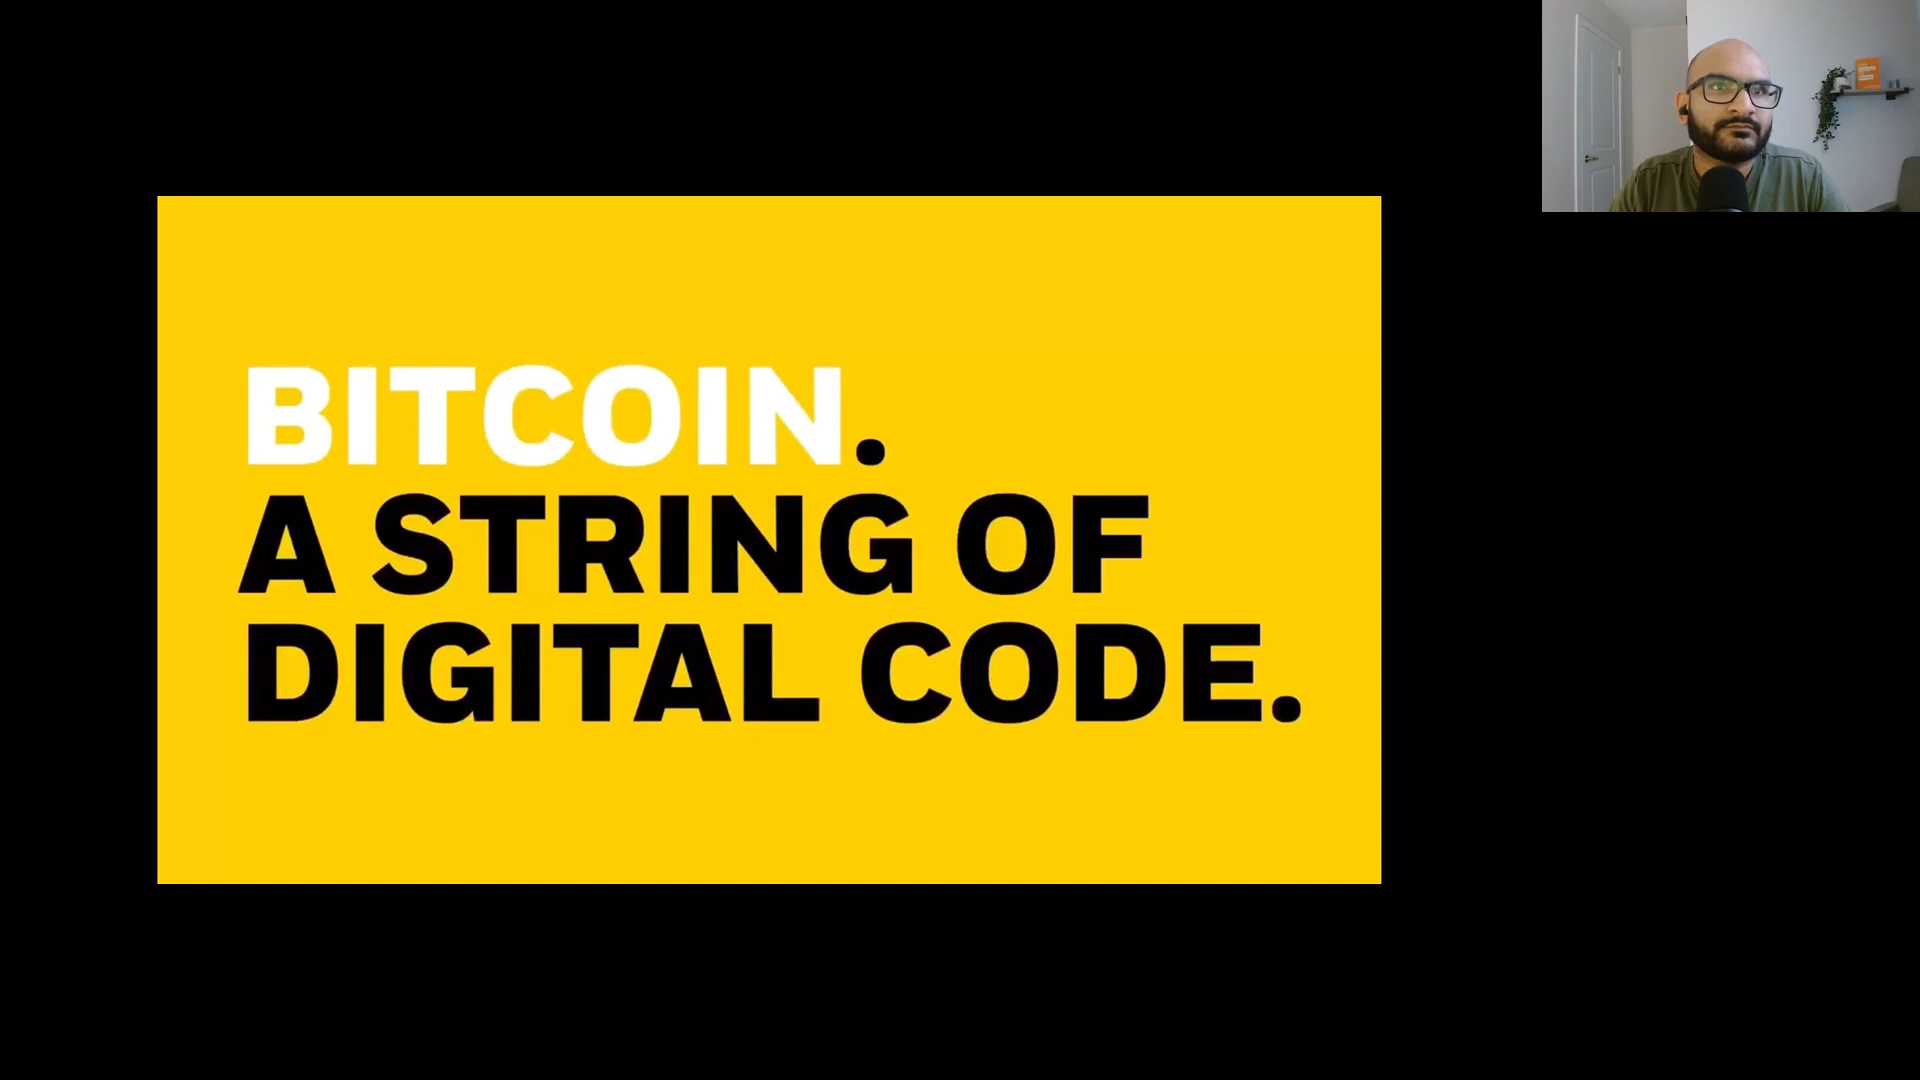 BITCOIN.
A STRING OF
DIGITAL CODE.